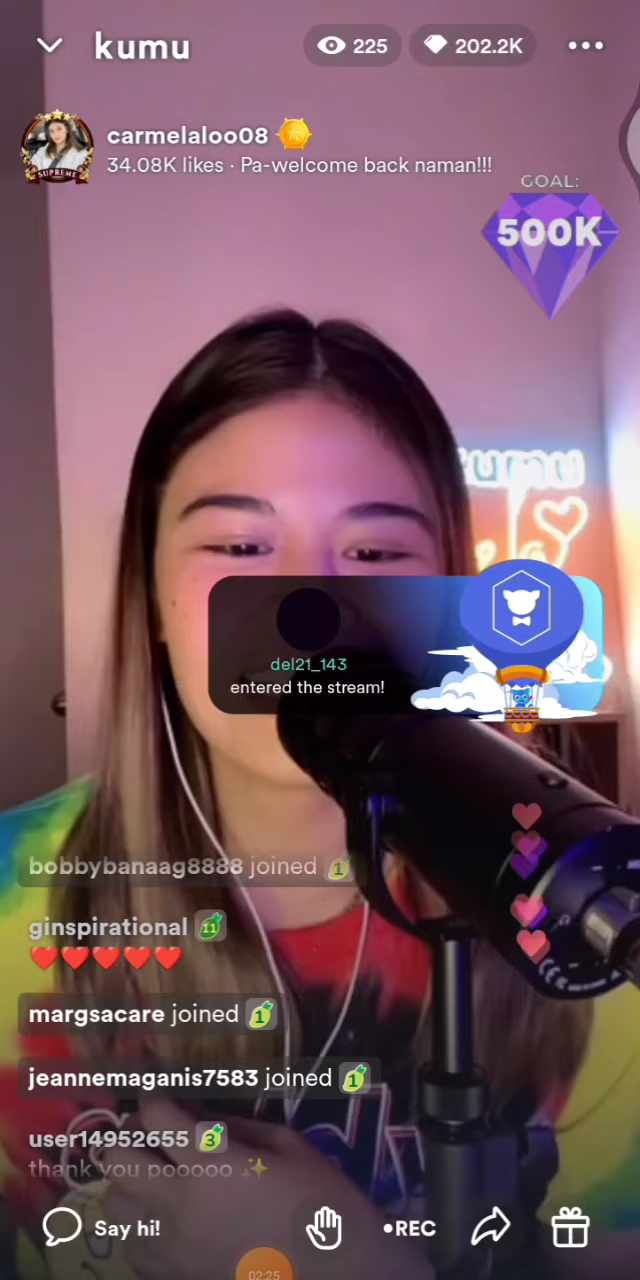 kumu
225
202.2K
carmelaloo08
34.08K likes · Pa-welcome back naman!!!
SUPREME
GOAL:
500K
kumu
del21_143
entered the stream!
bobbybanaag8888 joined 1
ginspirational 11
❤️❤️❤️❤️❤️
margsacare joined 1
jeannemaganis7583 joined 1
user14952655 3
thank you pooooo ✨
Say hi!
•REC
02:25